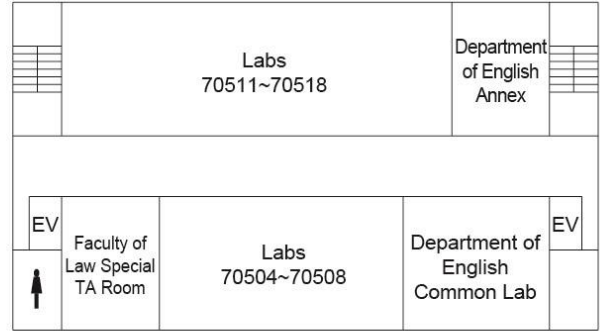 Labs
70511~70518
Department
of English
Annex
EV
Faculty of
Law Special
TA Room
Labs
70504~70508
Department of
English
Common Lab
EV